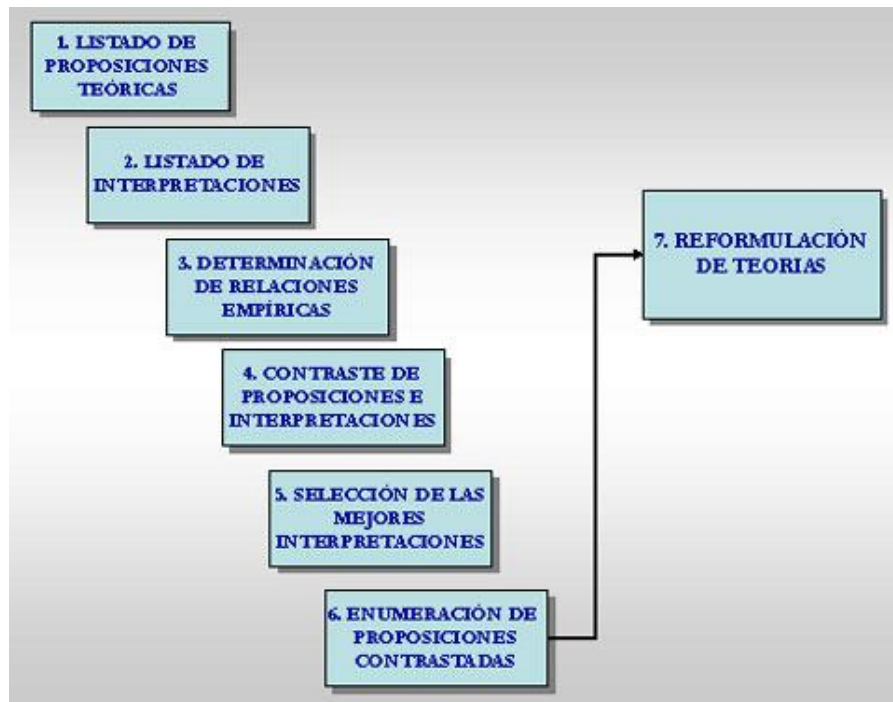 1. LISTADO DE
PROPOSICIONES
TEÓRICAS
2. LISTADO DE
INTERPRETACIONES
3. DETERMINACIÓN
DE RELACIONES
EMPÍRICAS
4. CONTRASTE DE
PROPOSICIONES E
INTERPRETACIONES
5. SELECCIÓN DE LAS
MEJORES
INTERPRETACIONES
6. ENUMERACIÓN DE
PROPOSICIONES
CONTRASTADAS
7. REFORMULACIÓN
DE TEORIAS